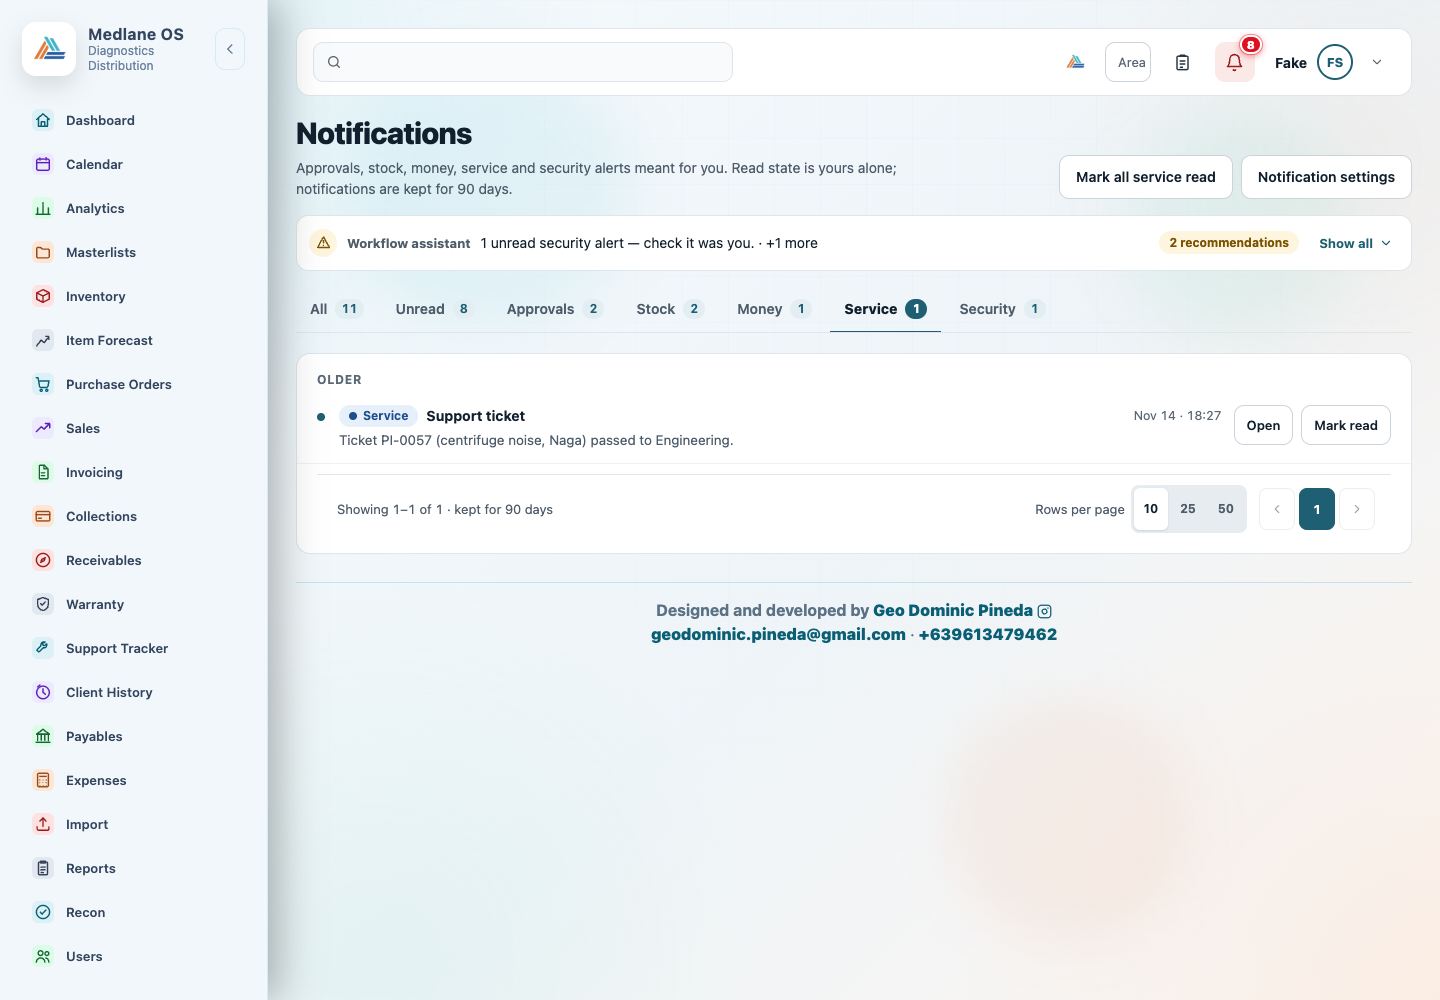 Medlane OS
Diagnostics
Distribution
Dashboard
Calendar
Analytics
Masterlists
Inventory
Item Forecast
Purchase Orders
Sales
Invoicing
Collections
Receivables
Warranty
Support Tracker
Client History
Payables
Expenses
Import
Reports
Recon
Users
Area
8
Fake FS
Notifications
Approvals, stock, money, service and security alerts meant for you. Read state is yours alone;
notifications are kept for 90 days.
Mark all service read
Notification settings
Workflow assistant 1 unread security alert — check it was you. · +1 more
2 recommendations
Show all
All 11
Unread 8
Approvals 2
Stock 2
Money 1
Service 1
Security 1
OLDER
Service Support ticket
Nov 14 · 18:27
Open
Mark read
Ticket PI-0057 (centrifuge noise, Naga) passed to Engineering.
Showing 1–1 of 1 · kept for 90 days
Rows per page 10 25 50
1
Designed and developed by Geo Dominic Pineda
geodominic.pineda@gmail.com · +639613479462